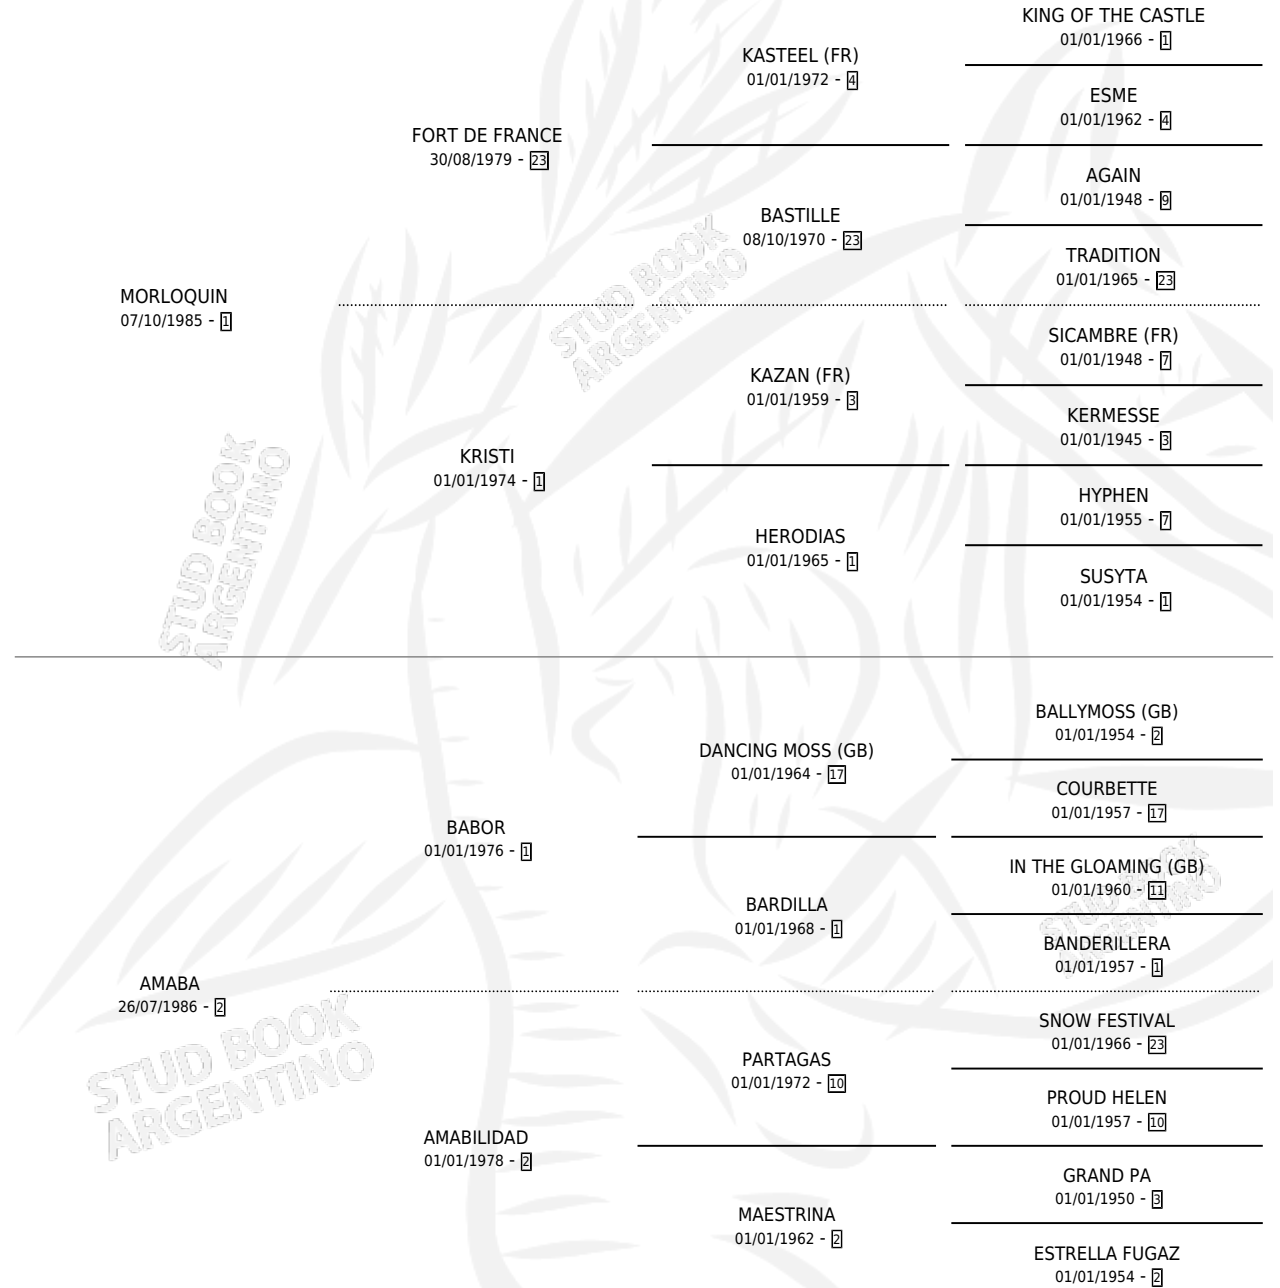 KING OF THE CASTLE
01/01/1966 - 1
KASTEEL (FR)
01/01/1972 - 4
ESME
01/01/1962 - 4
FORT DE FRANCE
30/08/1979 - 23
AGAIN
01/01/1948 - 9
BASTILLE
08/10/1970 - 23
TRADITION
01/01/1965 - 23
MORLOQUIN
07/10/1985 - 1
SICAMBRE (FR)
01/01/1948 - 7
KAZAN (FR)
01/01/1959 - 3
KERMESSE
01/01/1945 - 3
KRISTI
01/01/1974 - 1
HYPHEN
01/01/1955 - 7
HERODIAS
01/01/1965 - 1
SUSYTA
01/01/1954 - 1
BALLYMOSS (GB)
01/01/1954 - 2
DANCING MOSS (GB)
01/01/1964 - 17
COURBETTE
01/01/1957 - 17
BABOR
01/01/1976 - 1
IN THE GLOAMING (GB)
01/01/1960 - 11
BARDILLA
01/01/1968 - 1
BANDERILLERA
01/01/1957 - 1
AMABA
26/07/1986 - 2
SNOW FESTIVAL
01/01/1966 - 23
PARTAGAS
01/01/1972 - 10
PROUD HELEN
01/01/1957 - 10
AMABILIDAD
01/01/1978 - 2
GRAND PA
01/01/1950 - 3
MAESTRINA
01/01/1962 - 2
ESTRELLA FUGAZ
01/01/1954 - 2
STUD BOOK
ARGENTINO
STUD BOOK
ARGENTINO
STUD BOOK
ARGENTINO
STUD BOOK
ARGENTINO